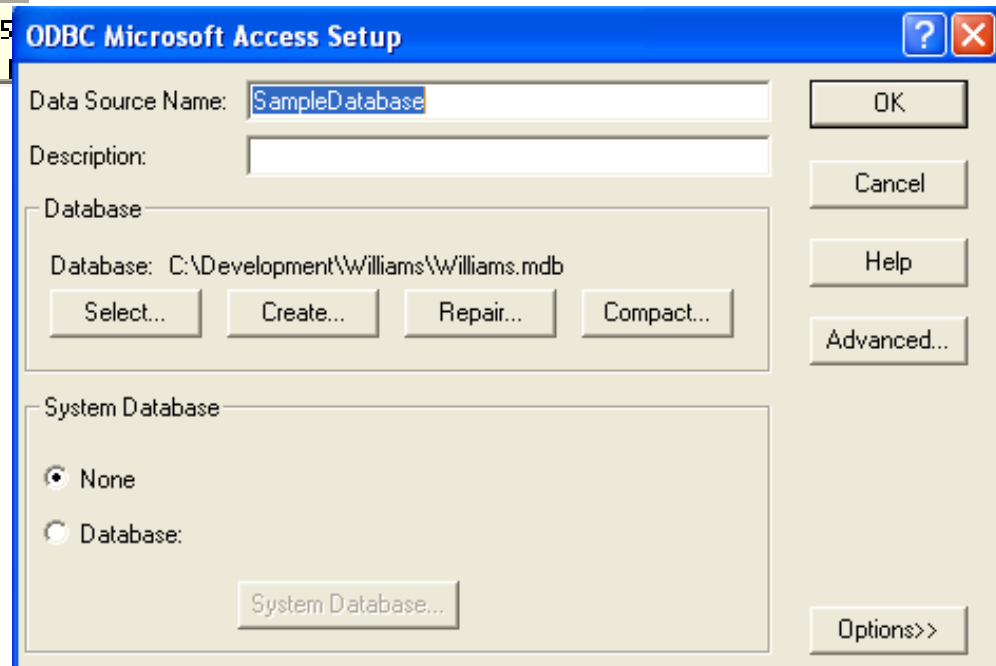 ODBC Microsoft Access Setup
Data Source Name: SampleDatabase
OK
Description:
Cancel
Database
Database: C:\Development\Williams\Williams.mdb
Help
Select... Create... Repair... Compact...
Advanced...
System Database
None
Database:
System Database...
Options>>